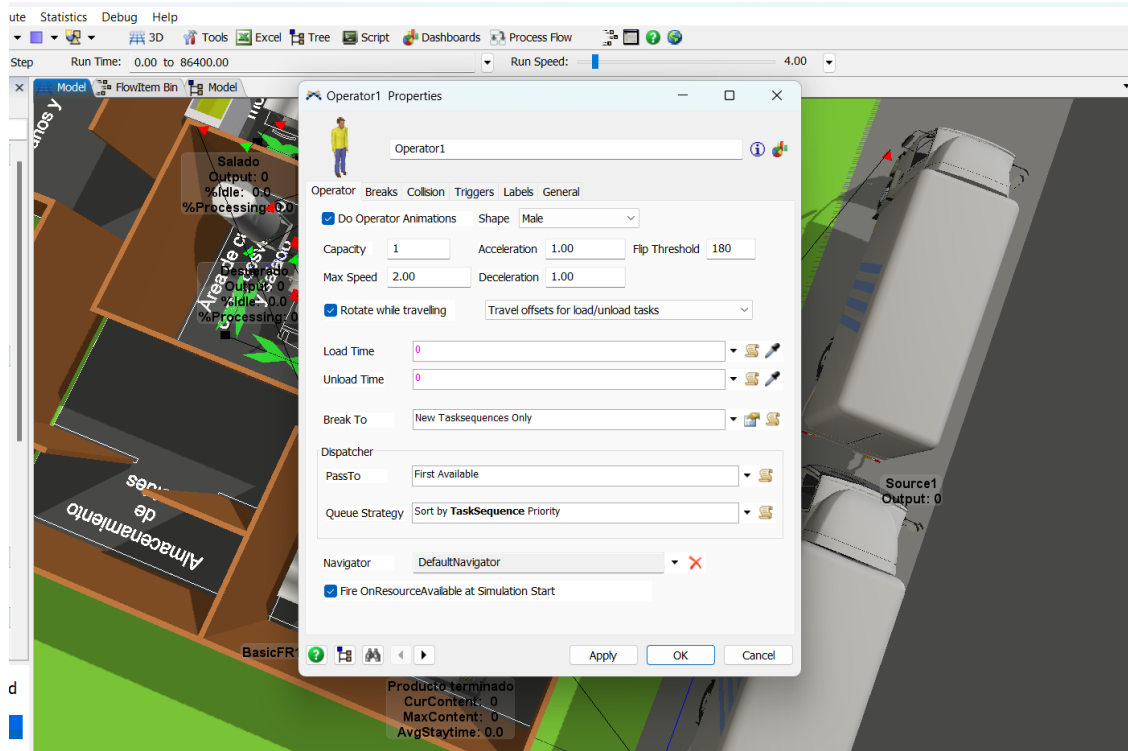 ute Statistics Debug Help
3D Tools Excel Tree Script Dashboards Process Flow
Step Run Time: 0.00 to 86400.00 Run Speed: 4.00
Model FlowItem Bin Model
Operator1 Properties
Operator1
Operator Breaks Collision Triggers Labels General
Do Operator Animations Shape Male
Capacity 1 Acceleration 1.00 Flip Threshold 180
Max Speed 2.00 Deceleration 1.00
Rotate while travelling Travel offsets for load/unload tasks
Load Time 0
Unload Time 0
Break To New Tasksequences Only
Dispatcher
PassTo First Available
Queue Strategy Sort by TaskSequence Priority
Navigator DefaultNavigator
Fire OnResourceAvailable at Simulation Start
Apply OK Cancel
Salado
Output: 0
%Idle: 0.0
%Processing: 0.0
Output: 0
%Idle: 0.0
%Processing: 0
Área de
y salado
Almacenamiento
de
Source1
Output: 0
BasicFR1
Producto terminado
CurContent: 0
MaxContent: 0
AvgStaytime: 0.0
d